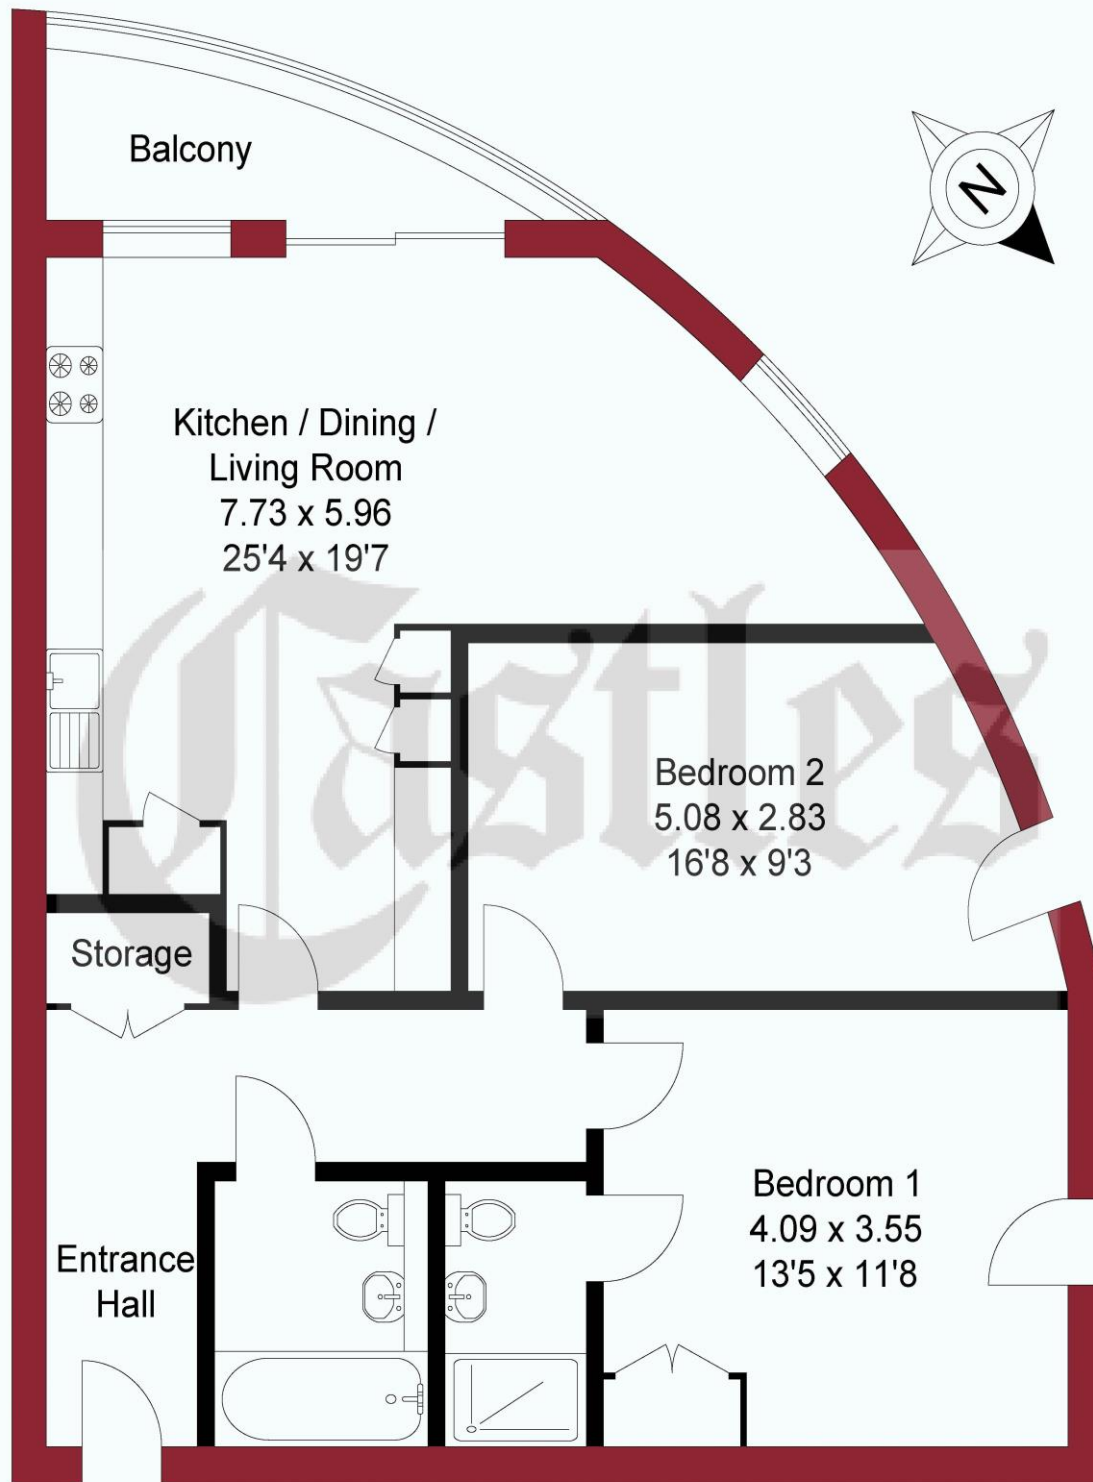 Balcony
N
Kitchen / Dining /
Living Room
7.73 x 5.96
25'4 x 19'7
Castles
Bedroom 2
5.08 x 2.83
16'8 x 9'3
Storage
Bedroom 1
4.09 x 3.55
13'5 x 11'8
Entrance
Hall